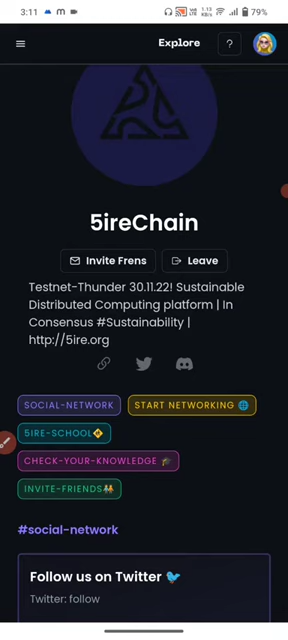 3:11
79%
Explore
?
5ireChain
Invite Frens
Leave
Testnet-Thunder 30.11.22! Sustainable
Distributed Computing platform | In
Consensus #Sustainability |
http://5ire.org
SOCIAL-NETWORK
START NETWORKING 🌐
5IRE-SCHOOL
CHECK-YOUR-KNOWLEDGE 🎓
INVITE-FRIENDS
#social-network
Follow us on Twitter 🐦
Twitter: follow